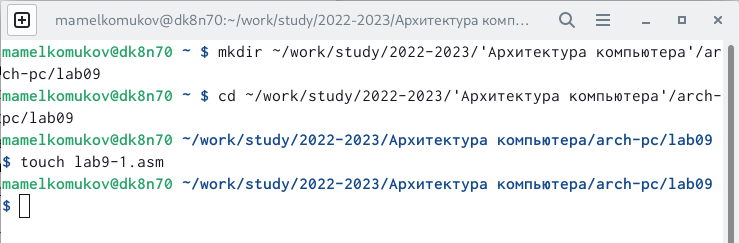 mamelkomukov@dk8n70:~/work/study/2022-2023/Архитектура комп…
mamelkomukov@dk8n70 ~ $ mkdir ~/work/study/2022-2023/'Архитектура компьютера'/ar
ch-pc/lab09
mamelkomukov@dk8n70 ~ $ cd ~/work/study/2022-2023/'Архитектура компьютера'/arch-
pc/lab09
mamelkomukov@dk8n70 ~/work/study/2022-2023/Архитектура компьютера/arch-pc/lab09
$ touch lab9-1.asm
mamelkomukov@dk8n70 ~/work/study/2022-2023/Архитектура компьютера/arch-pc/lab09
$